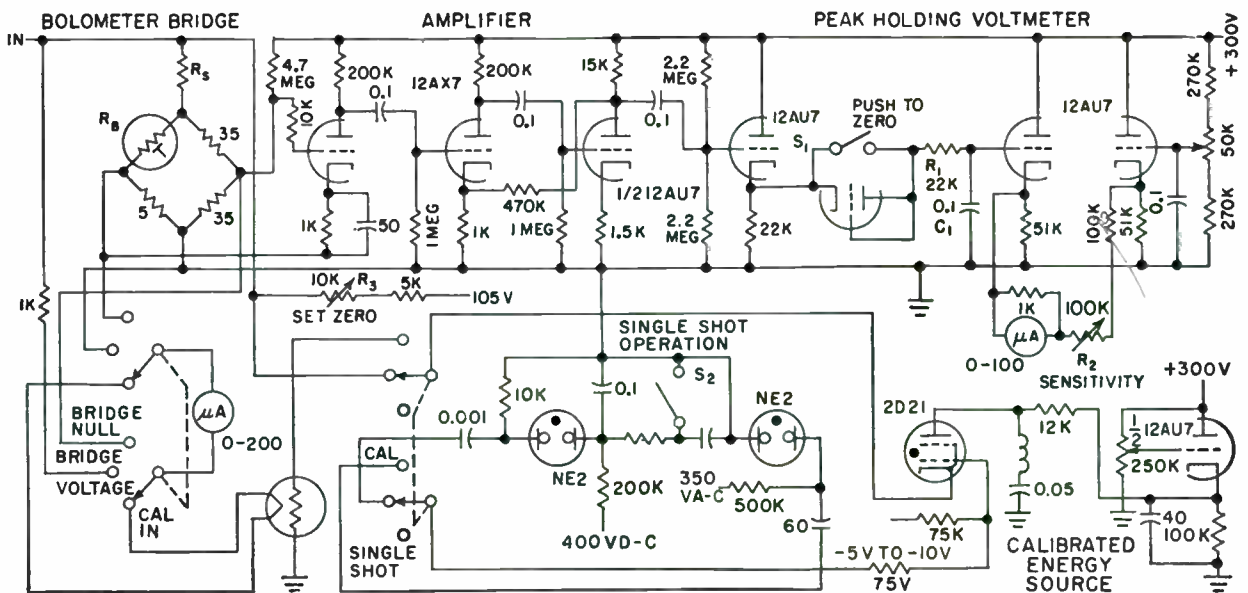 BOLOMETER BRIDGE
AMPLIFIER
PEAK HOLDING VOLTMETER
IN
+300V
RS
4.7 MEG
200K
12AX7
200K
15K
2.2 MEG
270K
0.1
0.1
0.1
12AU7
PUSH TO ZERO
12AU7
10K
RB
35
S1
50K
R1
22K
1/212AU7
470K
5
35
1K
50
1 MEG
1K
1 MEG
1.5K
2.2 MEG
22K
0.1
C1
51K
100K
51K
0.1
270K
1K
10K
R3
5K
105V
SET ZERO
1K
100K
μA
0-100
R2
SENSITIVITY
SINGLE SHOT OPERATION
S2
+300V
BRIDGE NULL
μA
0-200
10K
0.1
0.001
NE2
NE2
2D21
12K
1/2
12AU7
250K
BRIDGE
VOLTAGE
CAL
350 VA-C
500K
200K
0.05
CAL IN
400VD-C
60
75K
40
100K
SINGLE SHOT
-5V TO -10V
75V
CALIBRATED ENERGY SOURCE